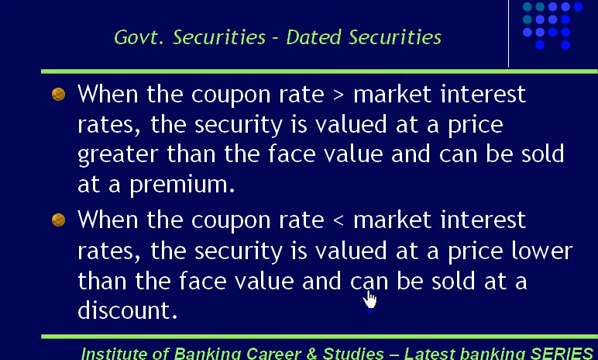 Govt. Securities - Dated Securities
When the coupon rate > market interest
rates, the security is valued at a price
greater than the face value and can be sold
at a premium.
When the coupon rate < market interest
rates, the security is valued at a price lower
than the face value and can be sold at a
discount.
Institute of Banking Career & Studies – Latest banking SERIES